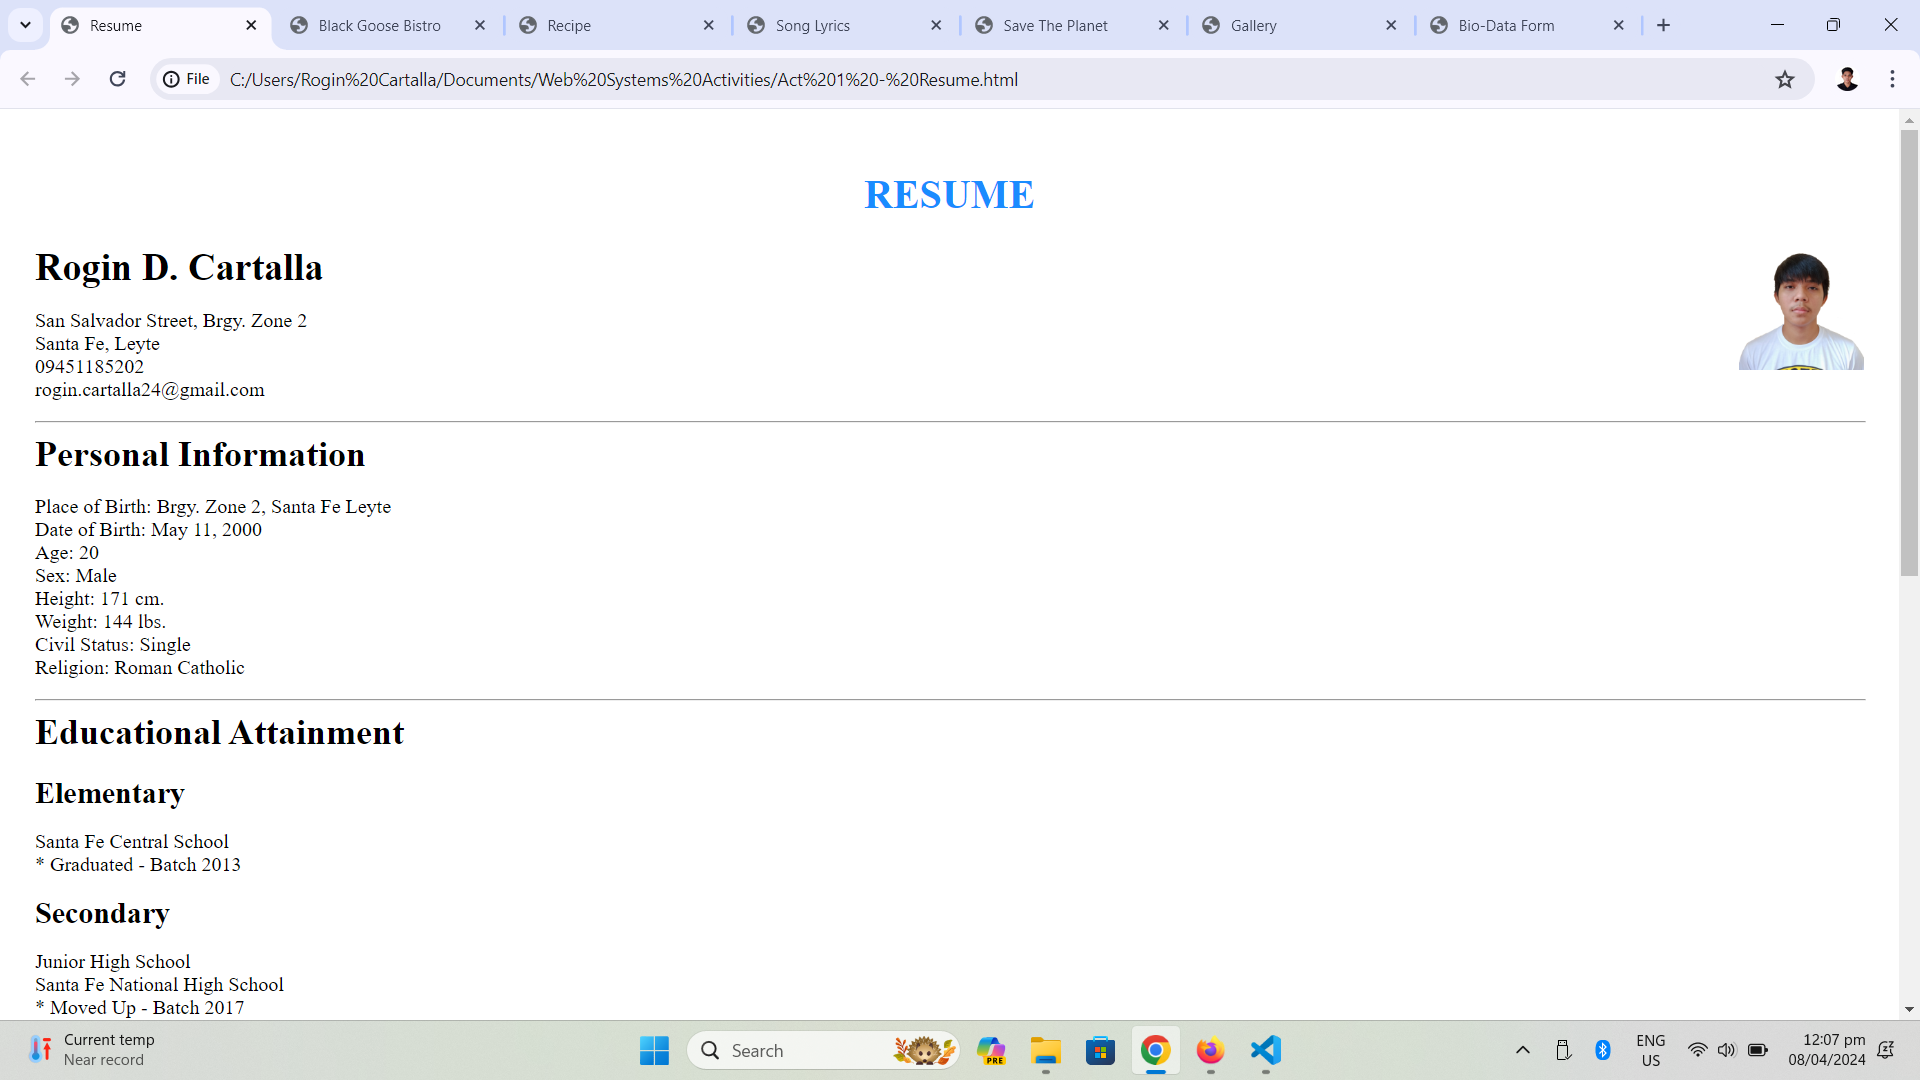 Resume
Black Goose Bistro
Recipe
Song Lyrics
Save The Planet
Gallery
Bio-Data Form
File
C:/Users/Rogin%20Cartalla/Documents/Web%20Systems%20Activities/Act%201%20-%20Resume.html
RESUME
Rogin D. Cartalla
San Salvador Street, Brgy. Zone 2
Santa Fe, Leyte
09451185202
rogin.cartalla24@gmail.com
Personal Information
Place of Birth: Brgy. Zone 2, Santa Fe Leyte
Date of Birth: May 11, 2000
Age: 20
Sex: Male
Height: 171 cm.
Weight: 144 lbs.
Civil Status: Single
Religion: Roman Catholic
Educational Attainment
Elementary
Santa Fe Central School
* Graduated - Batch 2013
Secondary
Junior High School
Santa Fe National High School
* Moved Up - Batch 2017
Current temp
Near record
Search
PRE
ENG
US
12:07 pm
08/04/2024